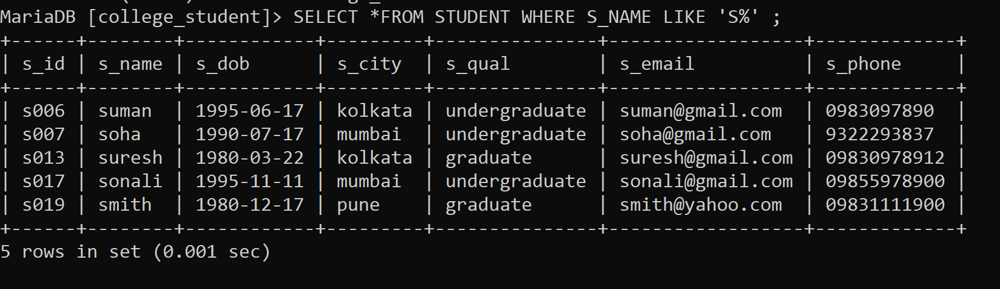 MariaDB [college_student]> SELECT *FROM STUDENT WHERE S_NAME LIKE 'S%' ;
+------+--------+------------+---------+---------------+------------------+-------------+
| s_id | s_name | s_dob      | s_city  | s_qual        | s_email          | s_phone     |
+------+--------+------------+---------+---------------+------------------+-------------+
| s006 | suman  | 1995-06-17 | kolkata | undergraduate | suman@gmail.com  | 0983097890  |
| s007 | soha   | 1990-07-17 | mumbai  | undergraduate | soha@gmail.com   | 9322293837  |
| s013 | suresh | 1980-03-22 | kolkata | graduate      | suresh@gmail.com | 09830978912 |
| s017 | sonali | 1995-11-11 | mumbai  | undergraduate | sonali@gmail.com | 09855978900 |
| s019 | smith  | 1980-12-17 | pune    | graduate      | smith@yahoo.com  | 09831111900 |
+------+--------+------------+---------+---------------+------------------+-------------+
5 rows in set (0.001 sec)